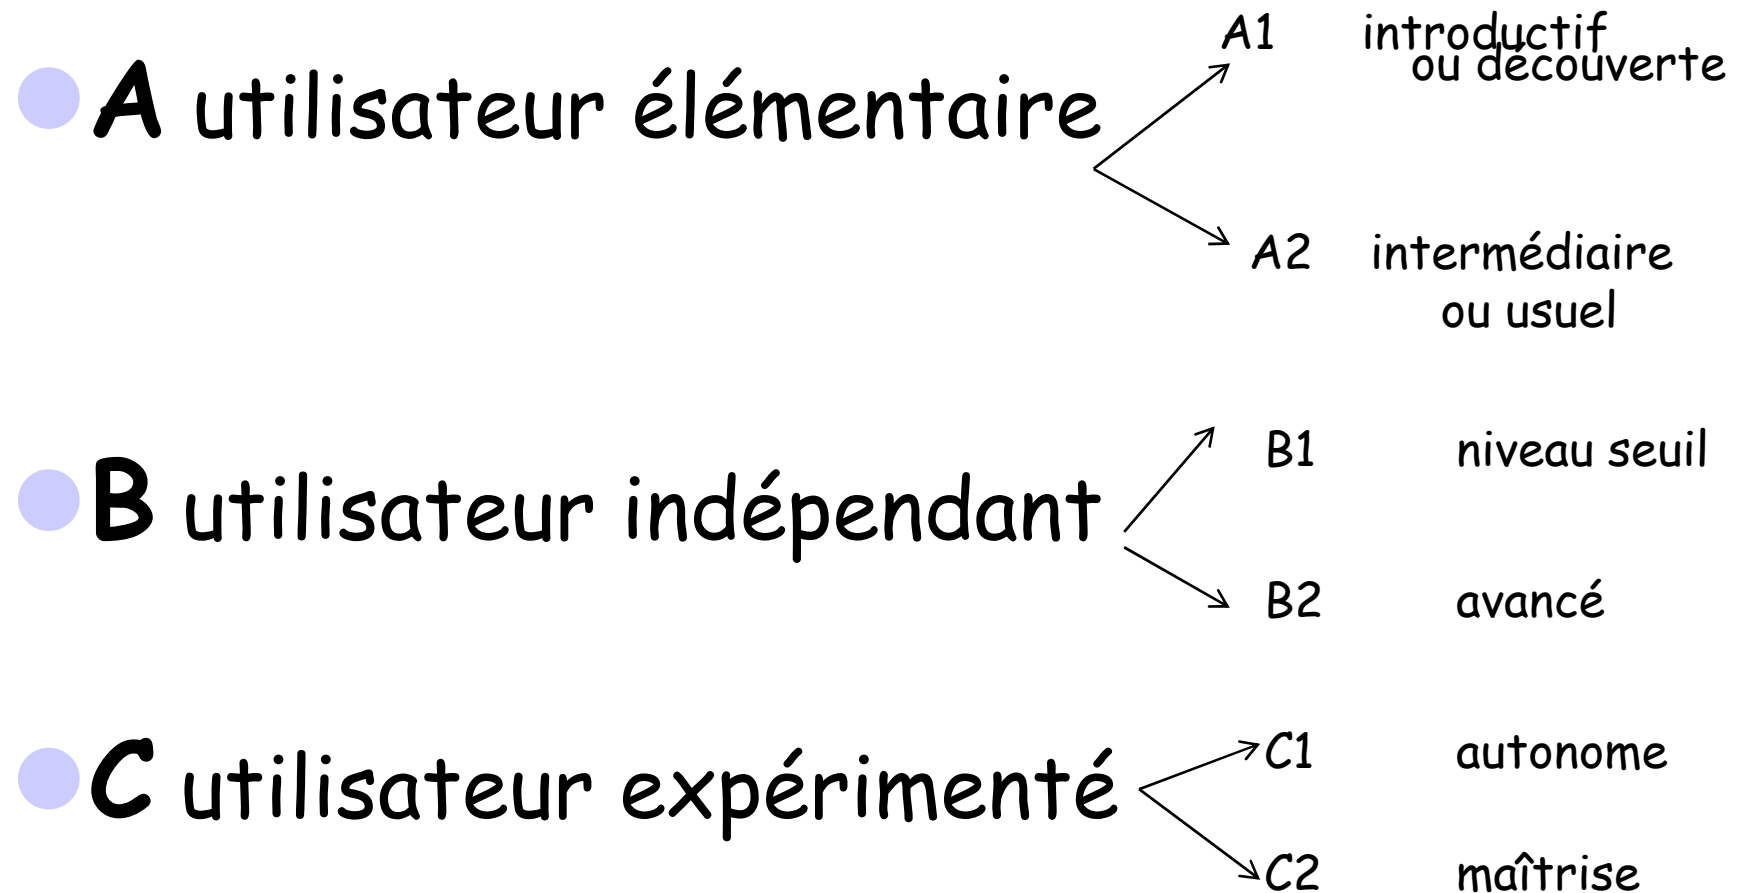 A1 introductif
ou découverte
A utilisateur élémentaire
A2 intermédiaire
ou usuel
B1 niveau seuil
B utilisateur indépendant
B2 avancé
C1 autonome
C utilisateur expérimenté
C2 maîtrise